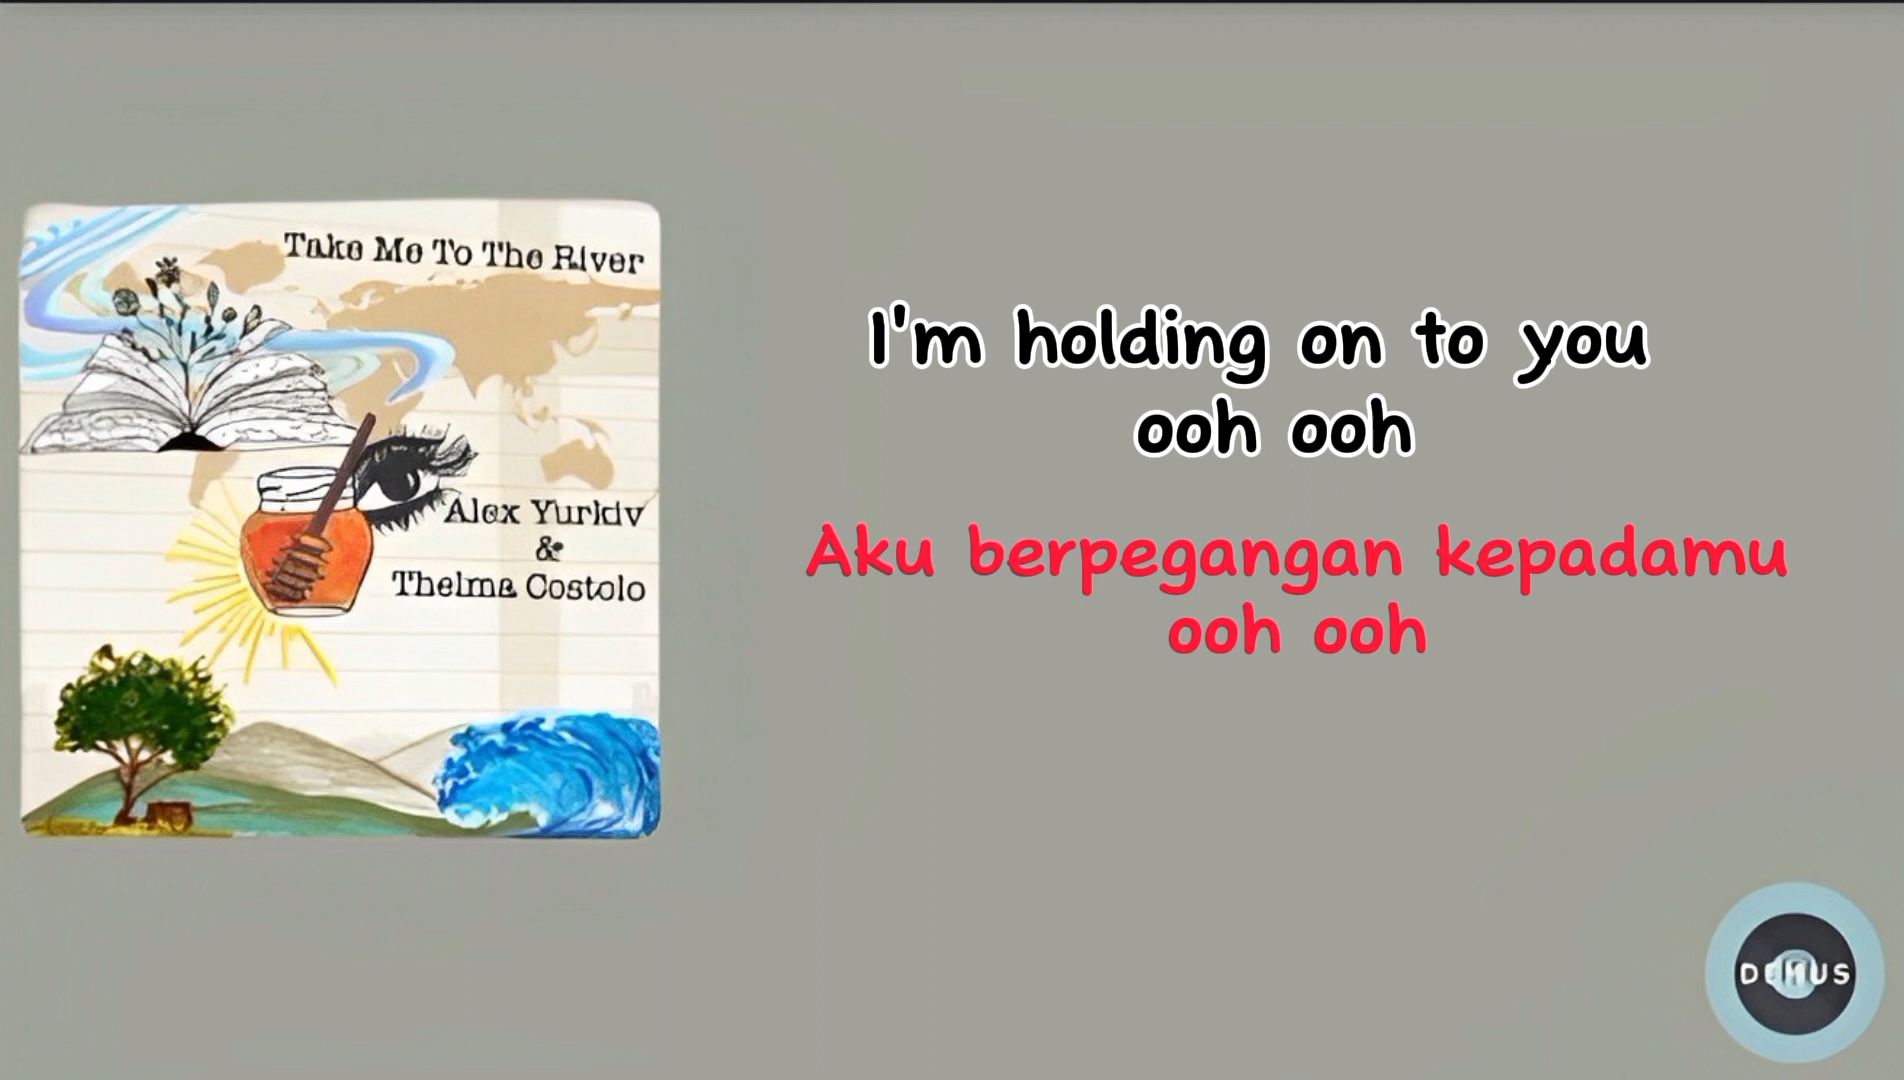 Take Me To The River
Alex Yurkiv
&
Thelma Costolo
I'm holding on to you
ooh ooh
Aku berpegangan kepadamu
ooh ooh
DEMUS